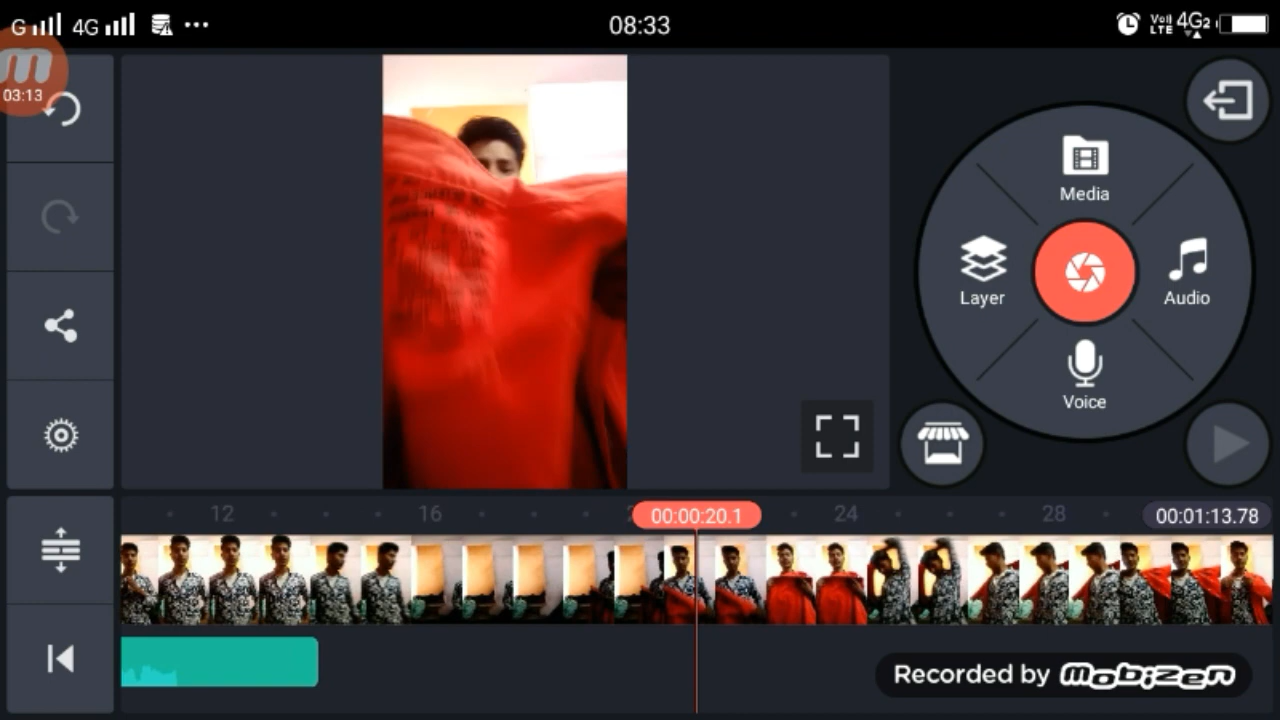 G 4G 08:33 Voll LTE 4G2
03:13
Media
Layer
Audio
Voice
12 16 24 28
00:00:20.1
00:01:13.78
Recorded by mobizen